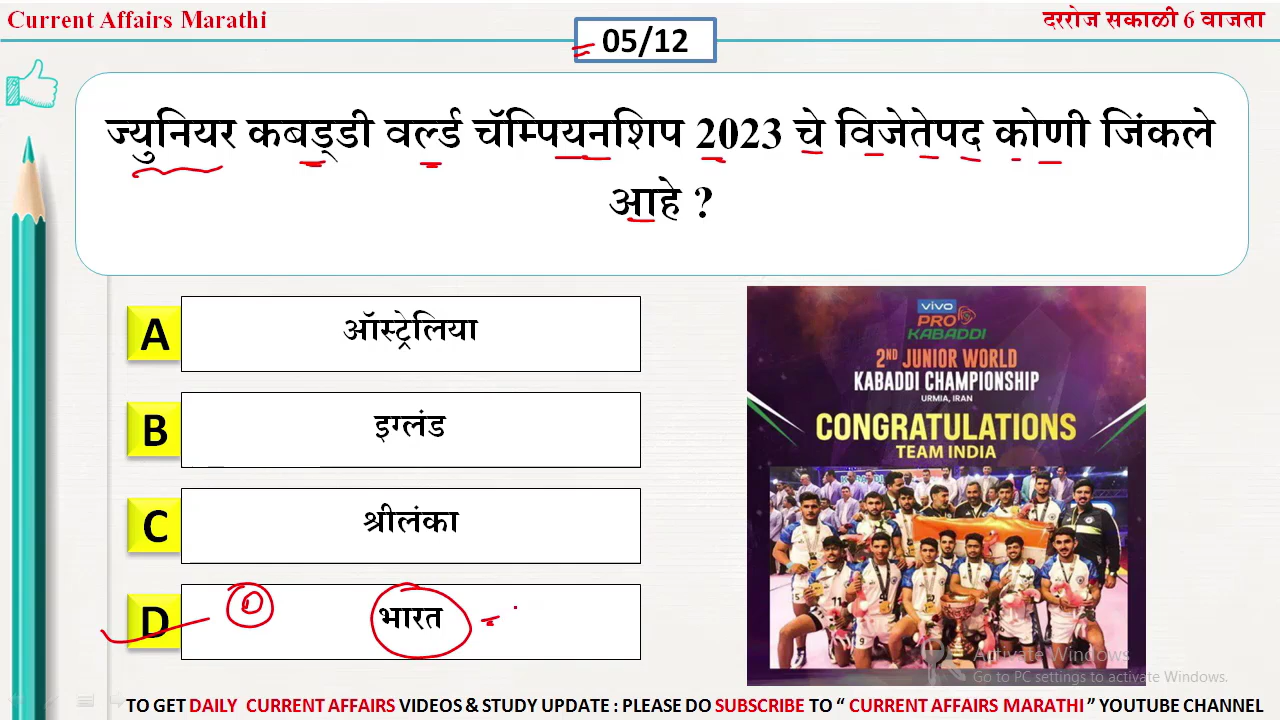 Current Affairs Marathi
दररोज सकाळी 6 वाजता
05/12
ज्युनियर कबड्डी वर्ल्ड चॅम्पियनशिप 2023 चे विजेतेपद कोणी जिंकले
आहे ?
A
ऑस्ट्रेलिया
B
इग्लंड
C
श्रीलंका
D
भारत
vivo
PRO
KABADDI
2ND JUNIOR WORLD
KABADDI CHAMPIONSHIP
URMIA, IRAN
CONGRATULATIONS
TEAM INDIA
Activate Windows
Go to PC settings to activate Windows.
TO GET DAILY CURRENT AFFAIRS VIDEOS & STUDY UPDATE : PLEASE DO SUBSCRIBE TO “ CURRENT AFFAIRS MARATHI ” YOUTUBE CHANNEL